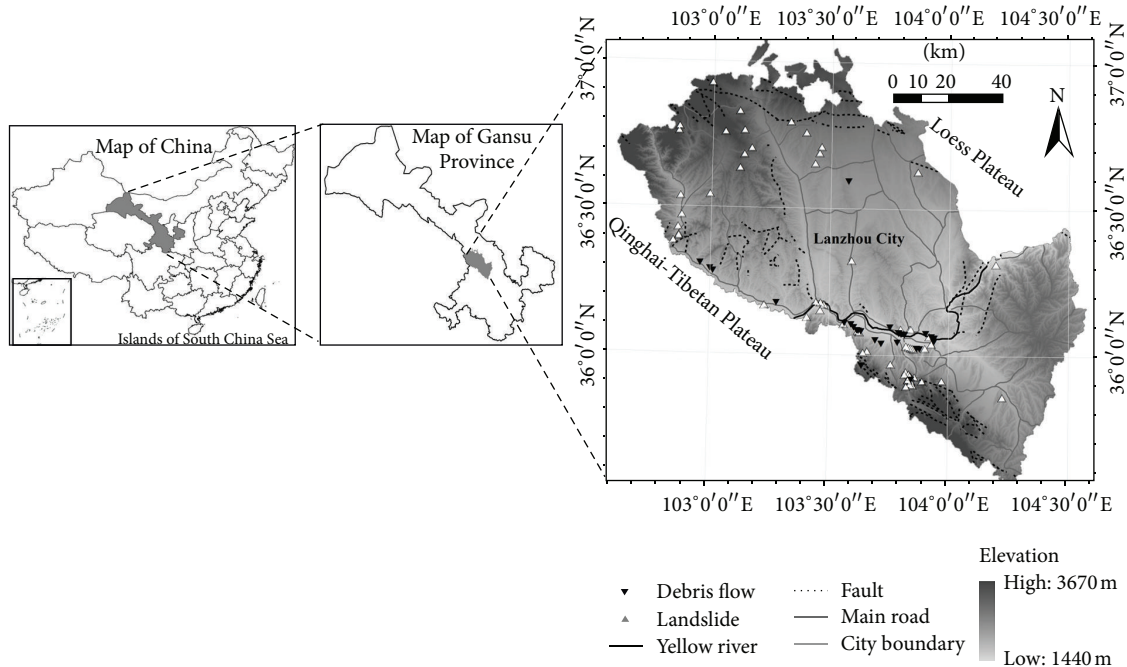 Map of China
Islands of South China Sea
Map of Gansu
Province
103°0′0″E
103°30′0″E
104°0′0″E
104°30′0″E
(km)
0 10 20 40
N
37°0′0″N
36°30′0″N
36°0′0″N
37°0′0″N
36°30′0″N
36°0′0″N
Loess Plateau
Lanzhou City
Qinghai-Tibetan Plateau
103°0′0″E
103°30′0″E
104°0′0″E
104°30′0″E
Debris flow
Landslide
Yellow river
Fault
Main road
City boundary
Elevation
High: 3670 m
Low: 1440 m